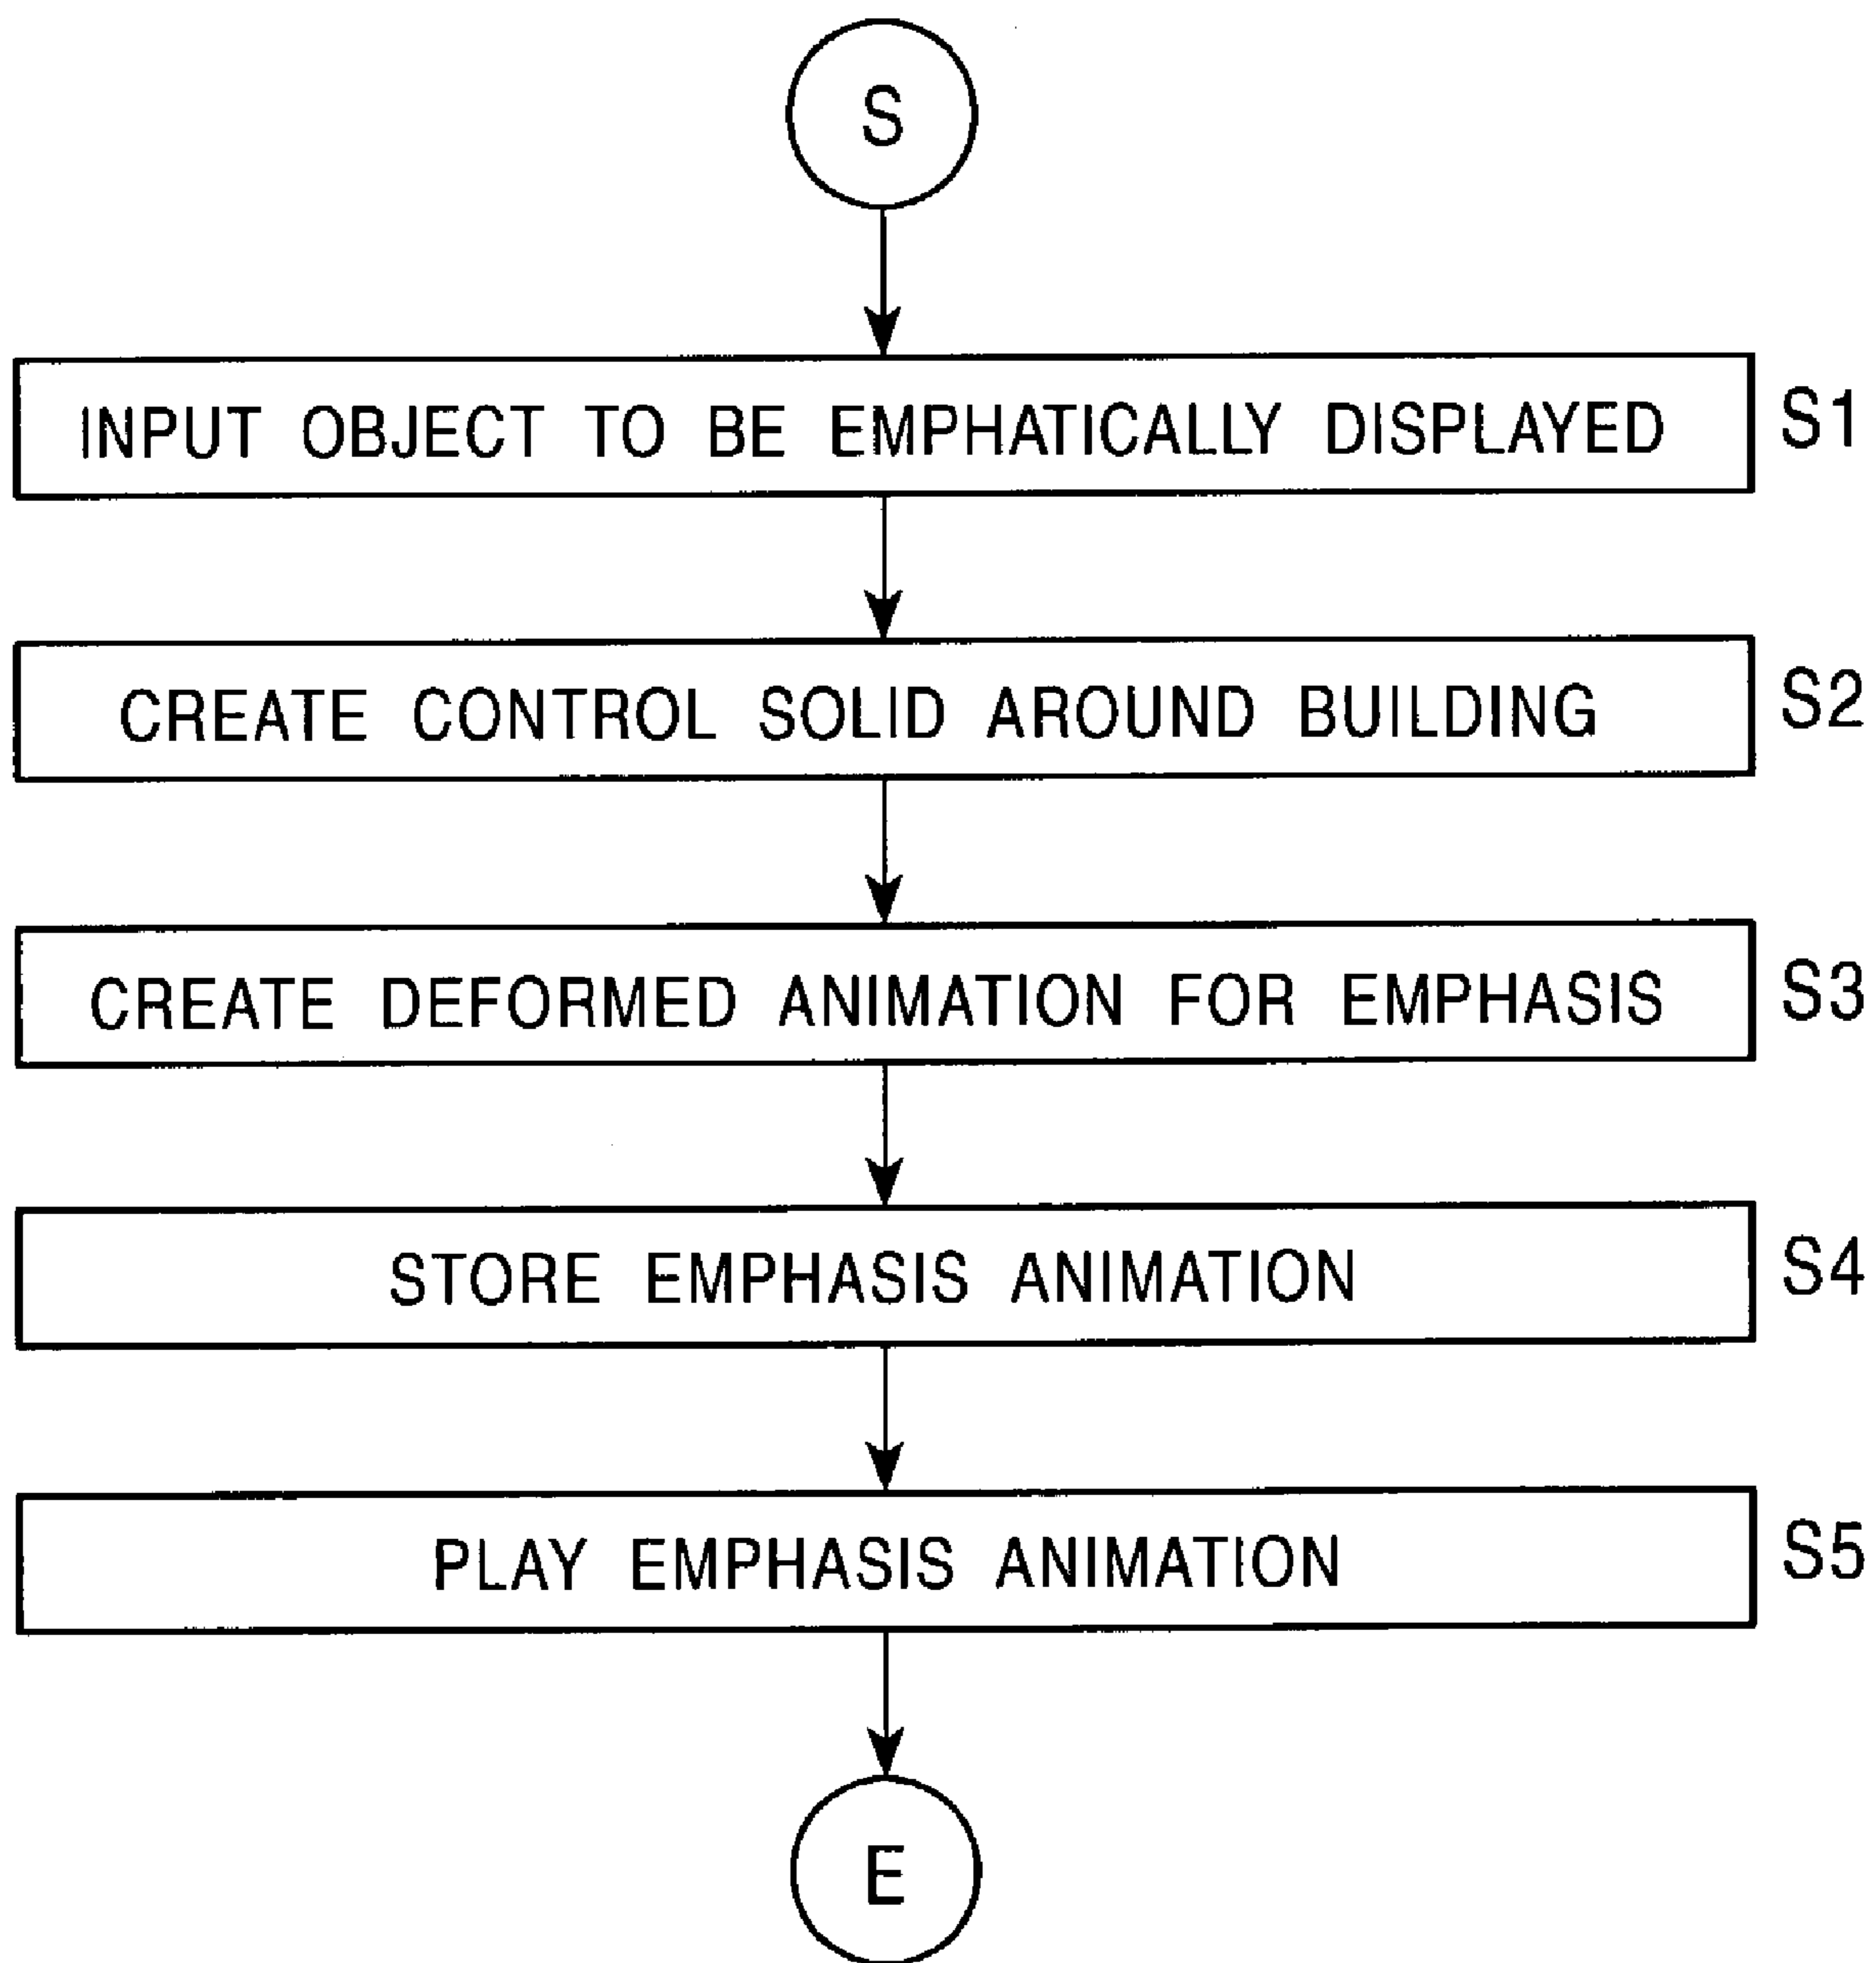 S
INPUT OBJECT TO BE EMPHATICALLY DISPLAYED S1
CREATE CONTROL SOLID AROUND BUILDING S2
CREATE DEFORMED ANIMATION FOR EMPHASIS S3
STORE EMPHASIS ANIMATION S4
PLAY EMPHASIS ANIMATION S5
E